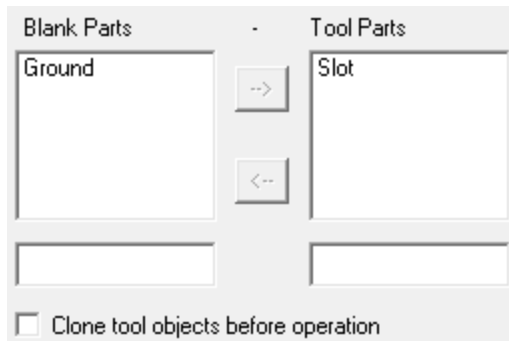 Blank Parts - Tool Parts
Ground Slot
-->
<--
Clone tool objects before operation